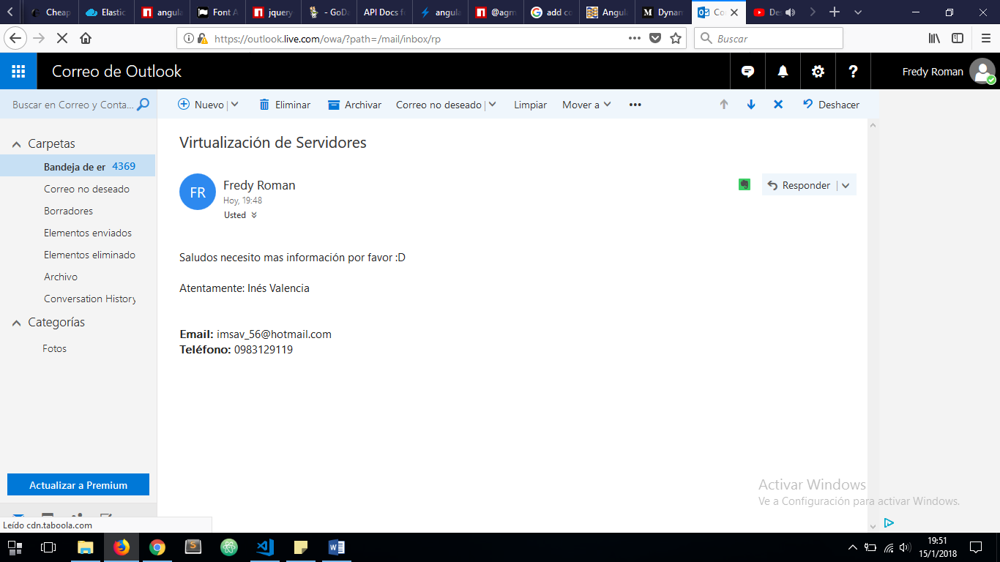 Cheap
Elastic
angula
Font A
jquery
- GoDa
API Docs fo
angula
@agm
add co
Angula
Dynam
Co
De
https://outlook.live.com/owa/?path=/mail/inbox/rp
Buscar
Correo de Outlook
Fredy Roman
Buscar en Correo y Conta...
Nuevo
Eliminar
Archivar
Correo no deseado
Limpiar
Mover a
Deshacer
Carpetas
Bandeja de er 4369
Correo no deseado
Borradores
Elementos enviados
Elementos eliminado
Archivo
Conversation History
Categorías
Fotos
Actualizar a Premium
Virtualización de Servidores
FR
Fredy Roman
Hoy, 19:48
Usted
Responder
Saludos necesito mas información por favor :D
Atentamente: Inés Valencia
Email: imsav_56@hotmail.com
Teléfono: 0983129119
Activar Windows
Ve a Configuración para activar Windows.
Leído cdn.taboola.com
19:51
15/1/2018